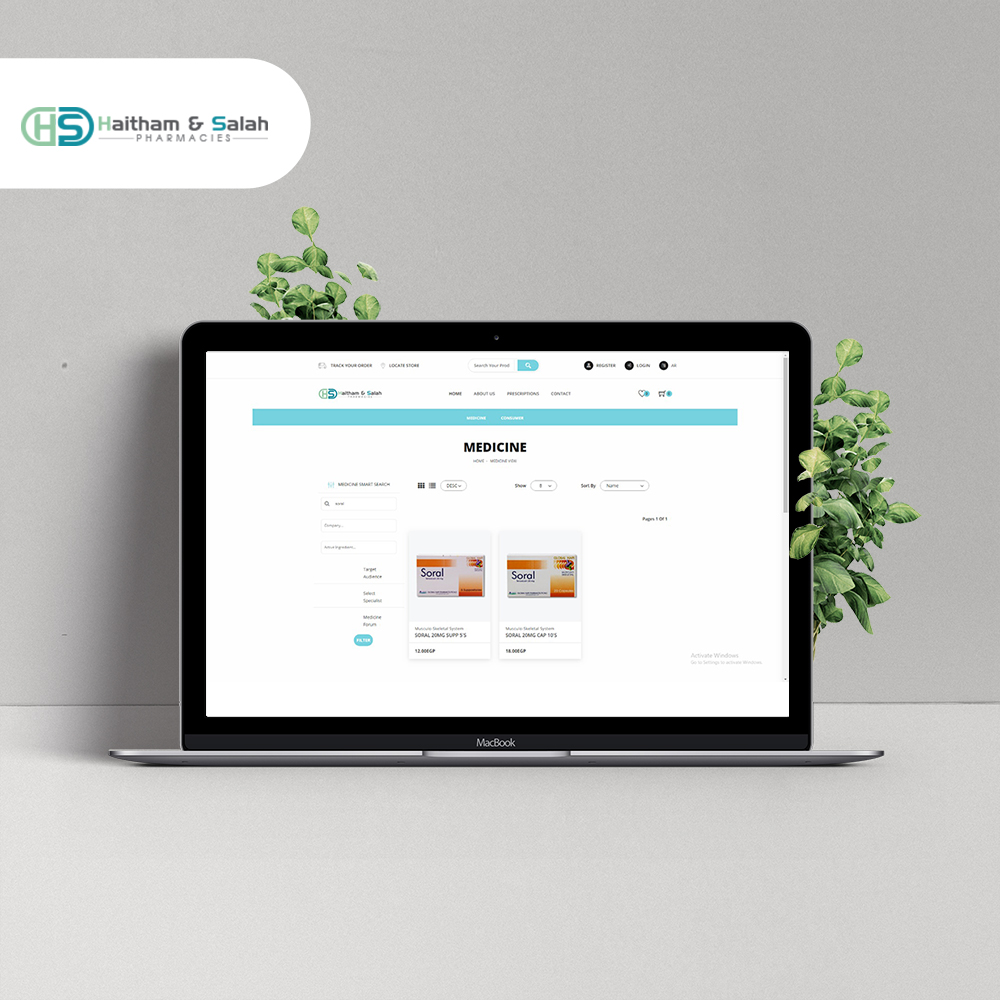 HS Haitham & Salah
PHARMACIES
TRACK YOUR ORDER
LOCATE STORE
Search Your Prod
REGISTER
LOGIN
AR
HS Haitham & Salah
PHARMACIES
HOME
ABOUT US
PRESCRIPTIONS
CONTACT
MEDICINE
CONSUMER
MEDICINE
HOME
MEDICINE VIEW
MEDICINE SMART SEARCH
DESC
Show
8
Sort By
Name
soral
Pages 1 Of 1
Company...
Select Ingredient...
Target
Audience
Select
Specialist
Medicine
Forum
FILTER
Soral
Soral
Musculo Skeletal System
SORAL 20MG SUPP 5'S
12.00EGP
Musculo Skeletal System
SORAL 20MG CAP 10'S
18.00EGP
Activate Windows
Go to Settings to activate Windows.
MacBook